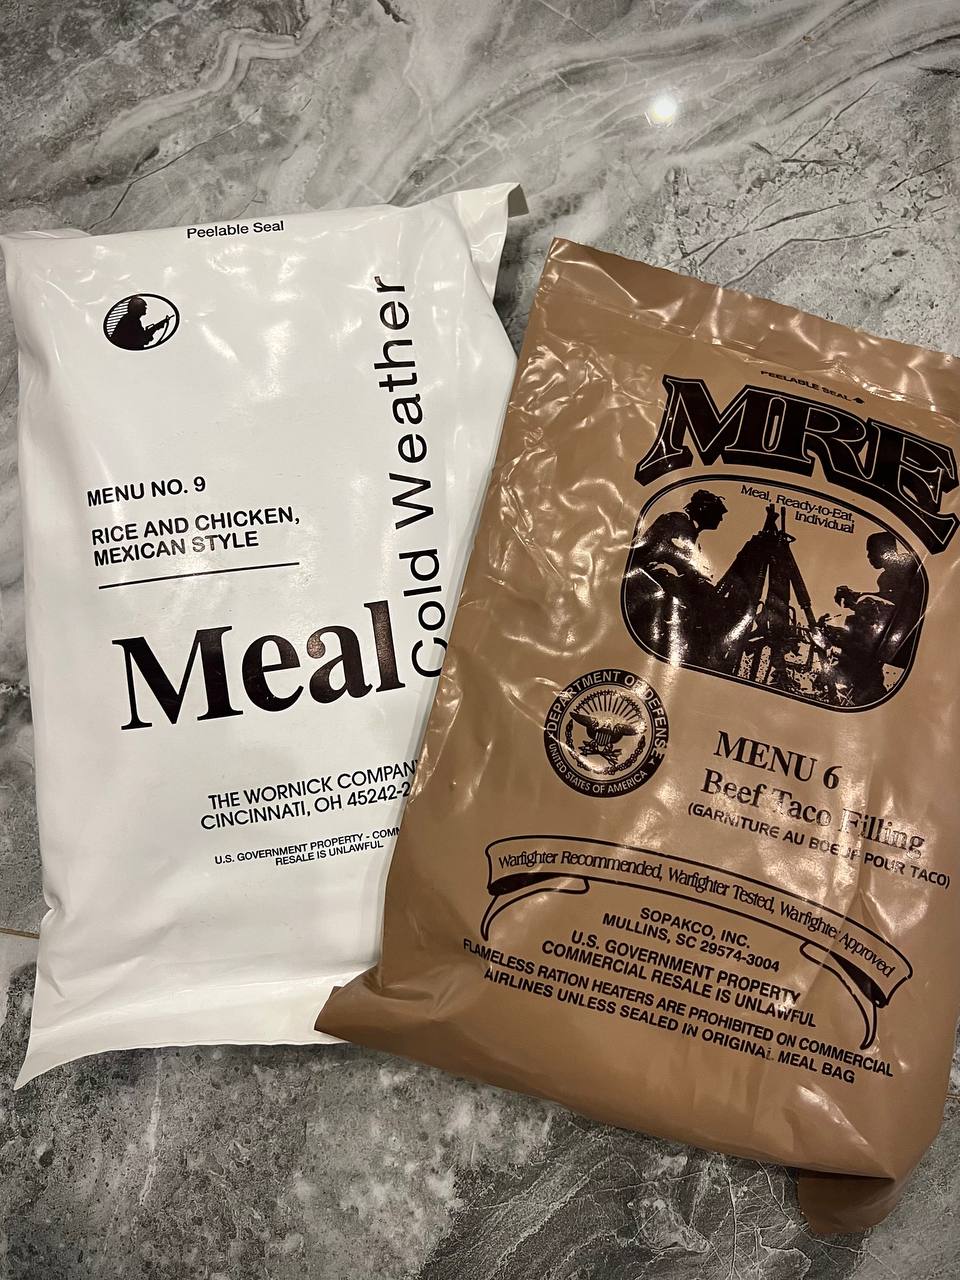 Peelable Seal
MENU NO. 9
RICE AND CHICKEN,
MEXICAN STYLE
Meal
Cold Weather
THE WORNICK COMPANY
CINCINNATI, OH 45242-2
U.S. GOVERNMENT PROPERTY - COMM
RESALE IS UNLAWFUL
PEELABLE SEAL
MRE
Meal, Ready-to-Eat,
Individual
DEPARTMENT OF DEFENSE
UNITED STATES OF AMERICA
MENU 6
Beef Taco Filling
(GARNITURE AU BOEUF POUR TACO)
Warfighter Recommended, Warfighter Tested, Warfighter Approved
SOPAKCO, INC.
MULLINS, SC 29574-3004
U.S. GOVERNMENT PROPERTY
COMMERCIAL RESALE IS UNLAWFUL
FLAMELESS RATION HEATERS ARE PROHIBITED ON COMMERCIAL
AIRLINES UNLESS SEALED IN ORIGINAL MEAL BAG